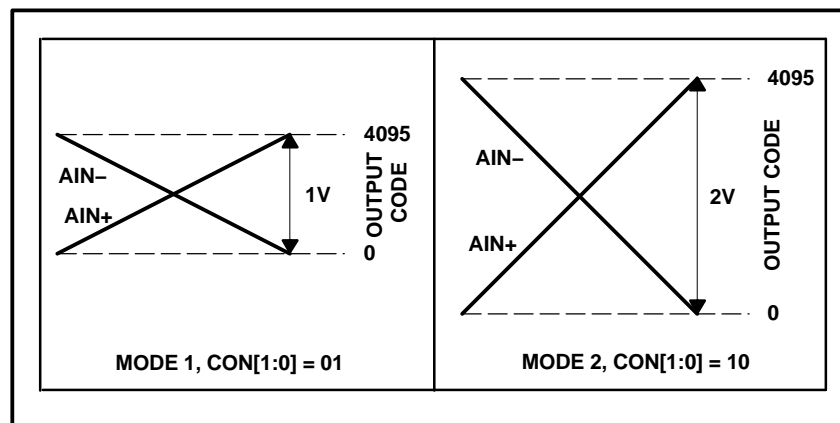 4095
AIN−
1V
AIN+
OUTPUT
CODE
0
MODE 1, CON[1:0] = 01
4095
AIN−
2V
AIN+
OUTPUT CODE
0
MODE 2, CON[1:0] = 10